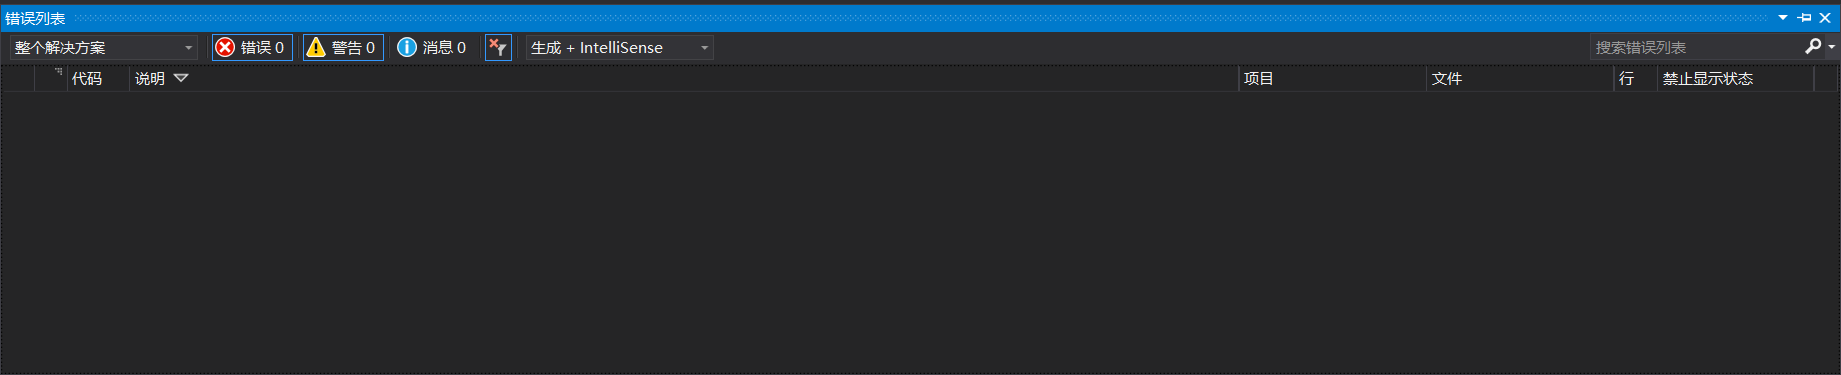 错误列表
整个解决方案 错误 0 警告 0 消息 0 生成 + IntelliSense 搜索错误列表
代码 说明 项目 文件 行 禁止显示状态